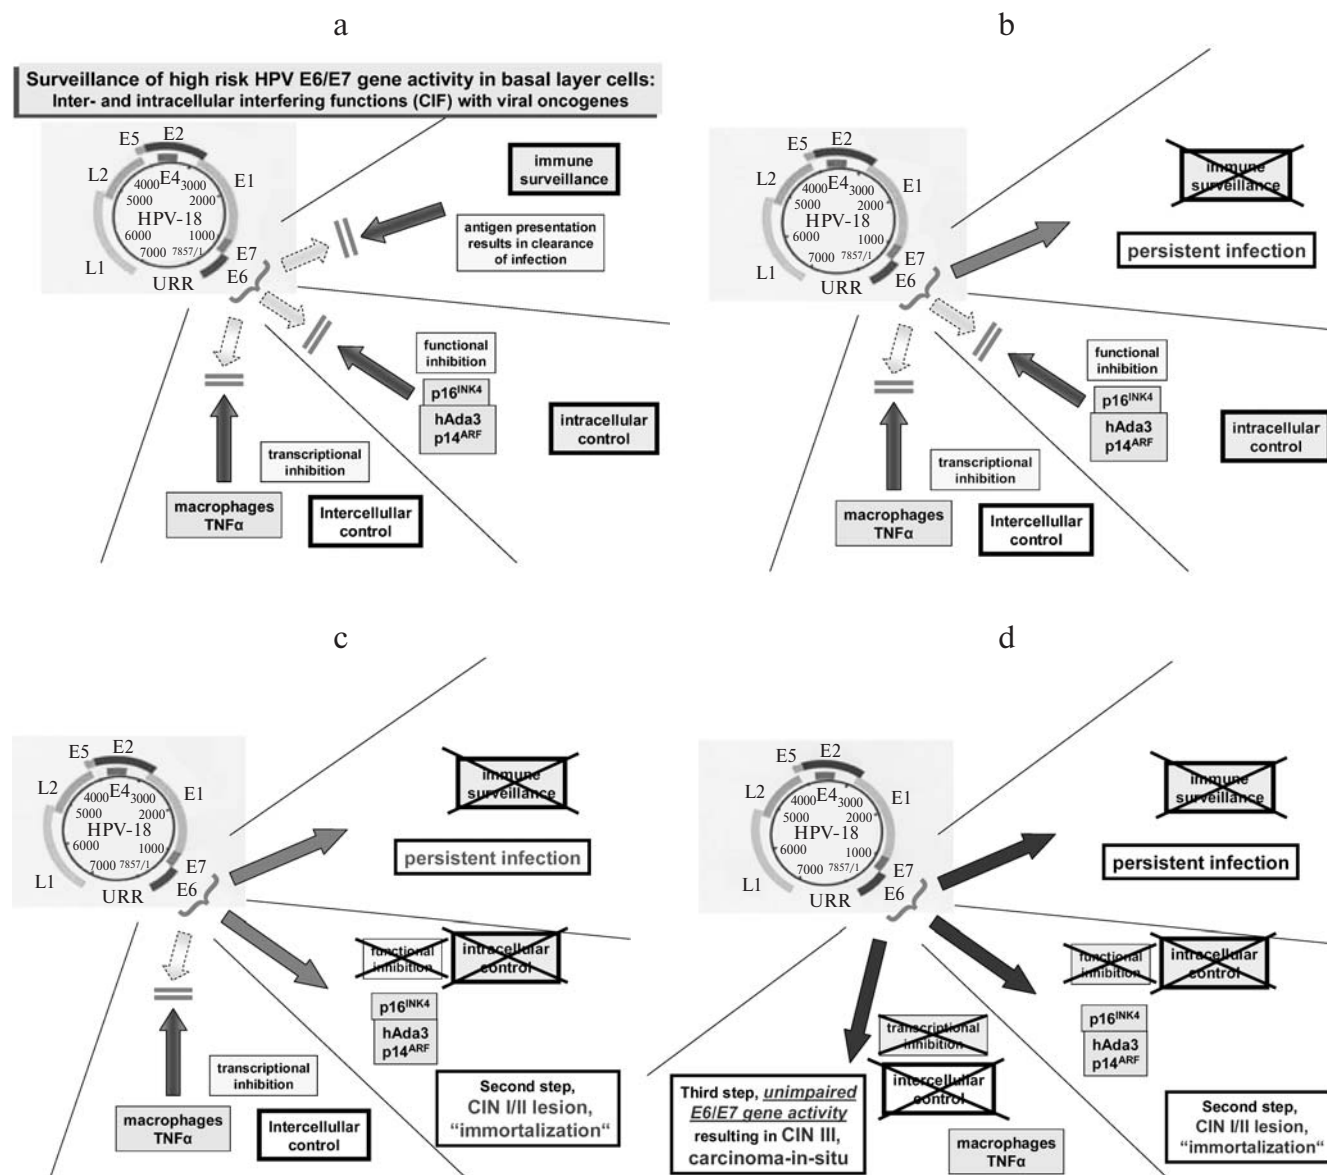 a
Surveillance of high risk HPV E6/E7 gene activity in basal layer cells:
Inter- and intracellular interfering functions (CIF) with viral oncogenes
E5
E2
L2
E4
E1
4000
3000
5000
2000
HPV-18
6000
1000
7000
7857/1
L1
E7
E6
URR
immune
surveillance
antigen presentation
results in clearance
of infection
functional
inhibition
p16INK4
hAda3
p14ARF
intracellular
control
transcriptional
inhibition
macrophages
TNFα
Intercellullar
control
b
E5
E2
L2
E4
E1
4000
3000
5000
2000
HPV-18
6000
1000
7000
7857/1
L1
E7
E6
URR
immune
surveillance
persistent infection
functional
inhibition
p16INK4
hAda3
p14ARF
intracellular
control
transcriptional
inhibition
macrophages
TNFα
Intercellullar
control
c
E5
E2
L2
E4
E1
4000
3000
5000
2000
HPV-18
6000
1000
7000
7857/1
L1
E7
E6
URR
immune
surveillance
persistent infection
functional
inhibition
intracellular
control
p16INK4
hAda3
p14ARF
transcriptional
inhibition
macrophages
TNFα
Intercellullar
control
Second step,
CIN I/II lesion,
“immortalization“
d
E5
E2
L2
E4
E1
4000
3000
5000
2000
HPV-18
6000
1000
7000
7857/1
L1
E7
E6
URR
immune
surveillance
persistent infection
functional
inhibition
intracellular
control
p16INK4
hAda3
p14ARF
transcriptional
inhibition
intercellullar
control
Third step, unimpaired
E6/E7 gene activity
resulting in CIN III,
carcinoma-in-situ
macrophages
TNFα
Second step,
CIN I/II lesion,
“immortalization“